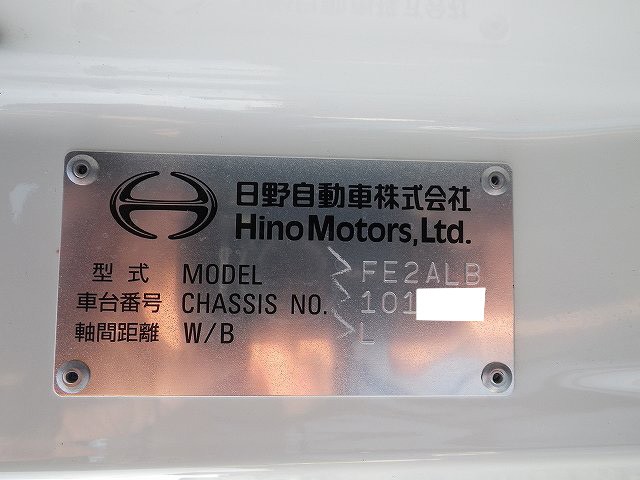 日野自動車株式会社
Hino Motors, Ltd.
型式 MODEL FE2ALB
車台番号 CHASSIS NO. 101
軸間距離 W/B L